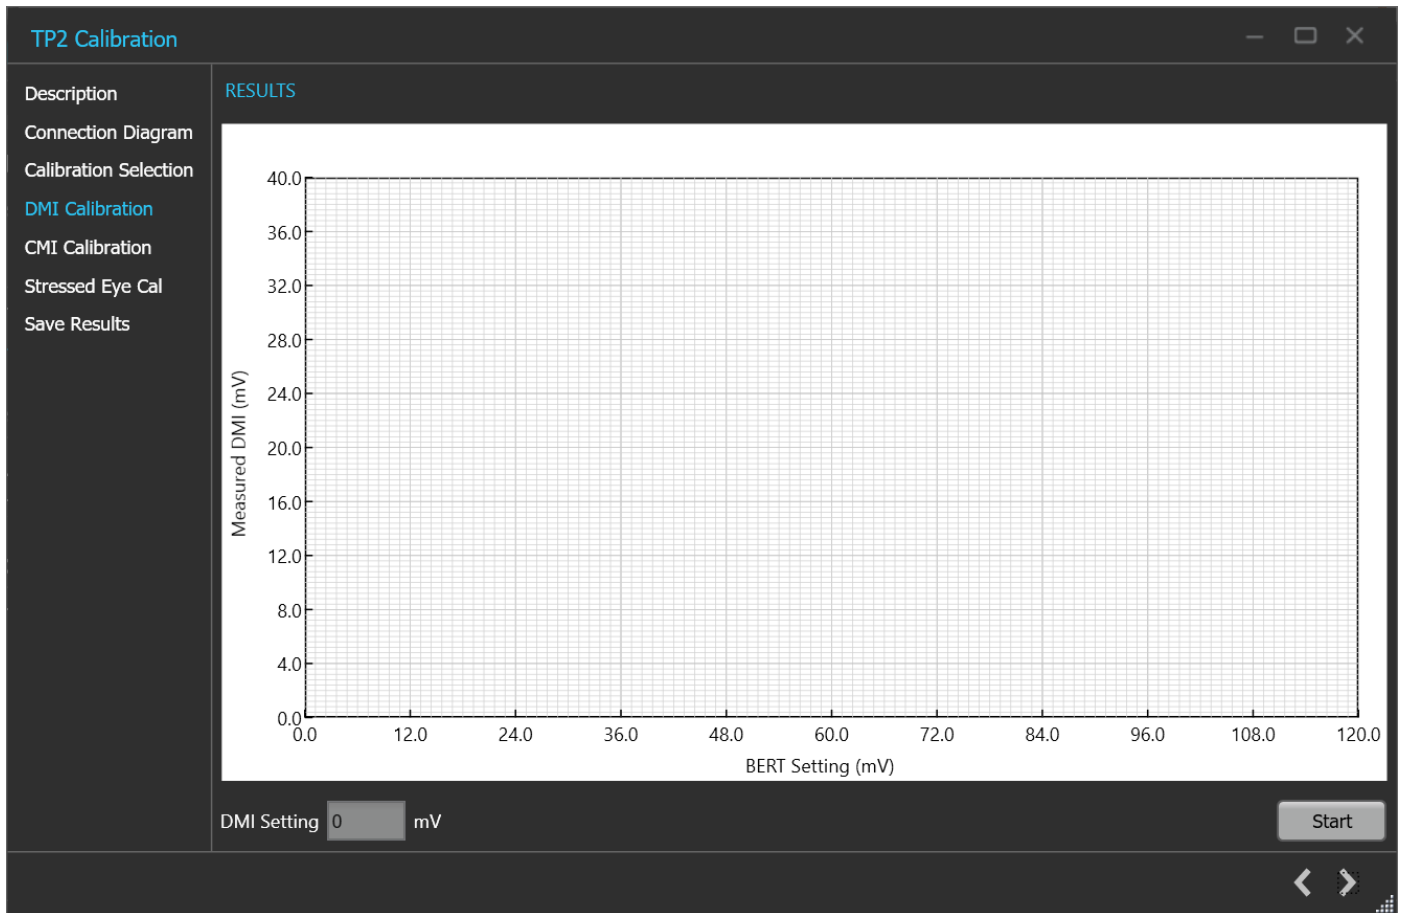 TP2 Calibration
Description
Connection Diagram
Calibration Selection
DMI Calibration
CMI Calibration
Stressed Eye Cal
Save Results
RESULTS
40.0
36.0
32.0
28.0
24.0
20.0
16.0
12.0
8.0
4.0
0.0
Measured DMI (mV)
0.0 12.0 24.0 36.0 48.0 60.0 72.0 84.0 96.0 108.0 120.0
BERT Setting (mV)
DMI Setting 0 mV
Start